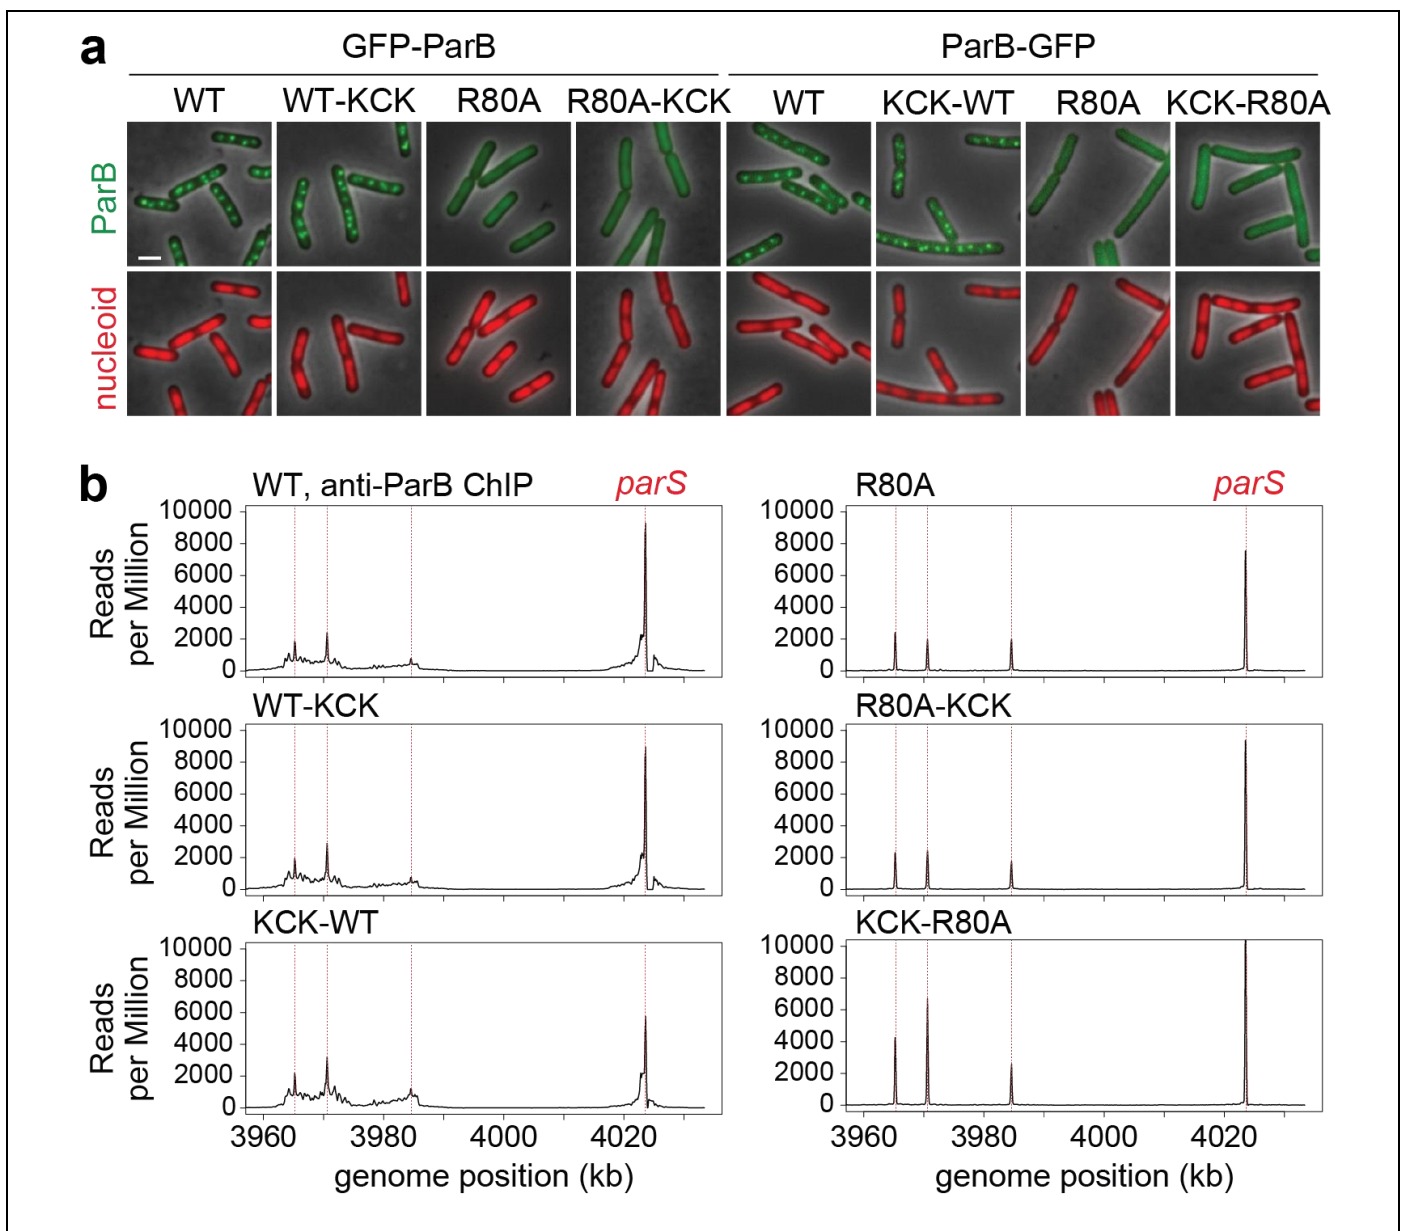 a
GFP-ParB ParB-GFP
WT WT-KCK R80A R80A-KCK WT KCK-WT R80A KCK-R80A
ParB
nucleoid
b
WT, anti-ParB ChIP parS
10000
8000
6000
4000
2000
0
Reads
per Million
R80A parS
10000
8000
6000
4000
2000
0
WT-KCK
10000
8000
6000
4000
2000
0
Reads
per Million
R80A-KCK
10000
8000
6000
4000
2000
0
KCK-WT
10000
8000
6000
4000
2000
0
Reads
per Million
3960 3980 4000 4020
genome position (kb)
KCK-R80A
10000
8000
6000
4000
2000
0
3960 3980 4000 4020
genome position (kb)